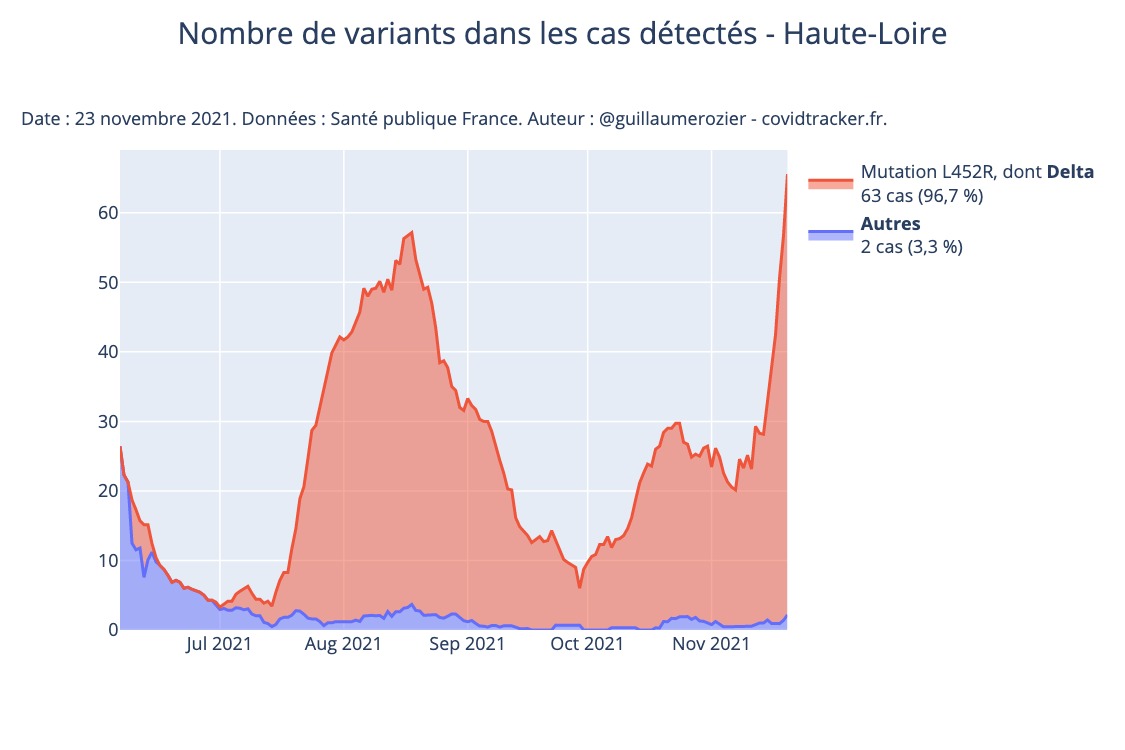 Nombre de variants dans les cas détectés - Haute-Loire
Date : 23 novembre 2021. Données : Santé publique France. Auteur : @guillaumerozier - covidtracker.fr.
Mutation L452R, dont Delta
63 cas (96,7 %)
Autres
2 cas (3,3 %)
60
50
40
30
20
10
0
Jul 2021
Aug 2021
Sep 2021
Oct 2021
Nov 2021